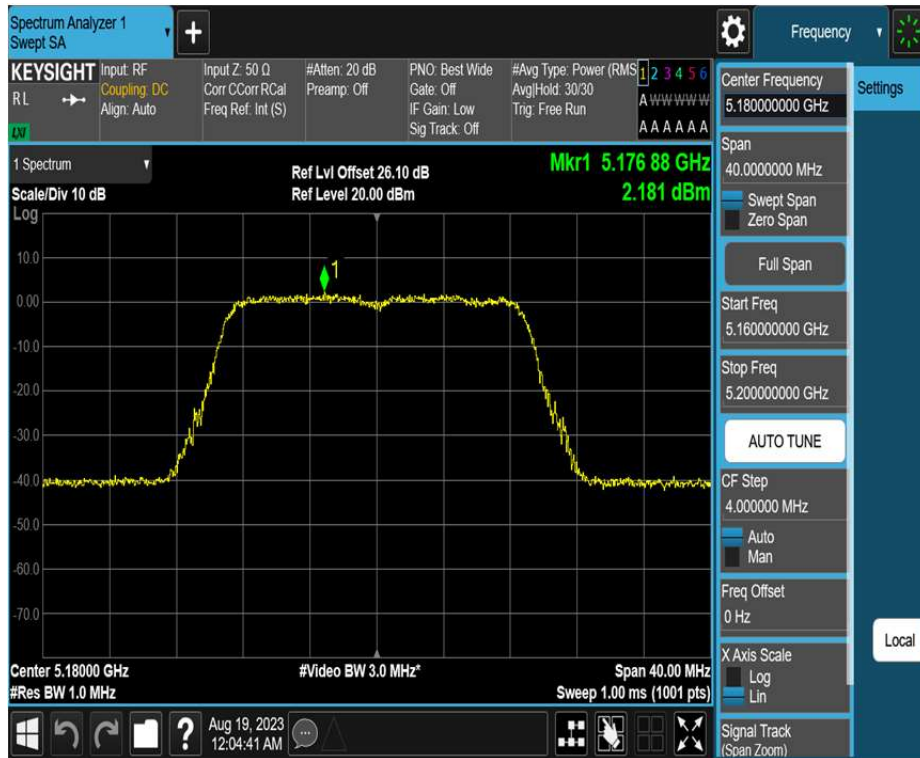 Spectrum Analyzer 1
Swept SA
+
Frequency
KEYSIGHT
RL
LXI
Input: RF
Coupling: DC
Align: Auto
Input Z: 50 Ω
Corr CCorr RCal
Freq Ref: Int (S)
#Atten: 20 dB
Preamp: Off
PNO: Best Wide
Gate: Off
IF Gain: Low
Sig Track: Off
#Avg Type: Power (RMS
Avg|Hold: 30/30
Trig: Free Run
1 2 3 4 5 6
A W W W W W
A A A A A A
1 Spectrum
Scale/Div 10 dB
Log
Ref Lvl Offset 26.10 dB
Ref Level 20.00 dBm
Mkr1 5.176 88 GHz
2.181 dBm
1
10.0
0.00
-10.0
-20.0
-30.0
-40.0
-50.0
-60.0
-70.0
Center 5.18000 GHz
#Res BW 1.0 MHz
#Video BW 3.0 MHz*
Span 40.00 MHz
Sweep 1.00 ms (1001 pts)
?
Aug 19, 2023
12:04:41 AM
Center Frequency
5.18000000 GHz
Span
40.0000000 MHz
Swept Span
Zero Span
Full Span
Start Freq
5.160000000 GHz
Stop Freq
5.200000000 GHz
AUTO TUNE
CF Step
4.000000 MHz
Auto
Man
Freq Offset
0 Hz
X Axis Scale
Log
Lin
Signal Track
(Span Zoom)
Settings
Local